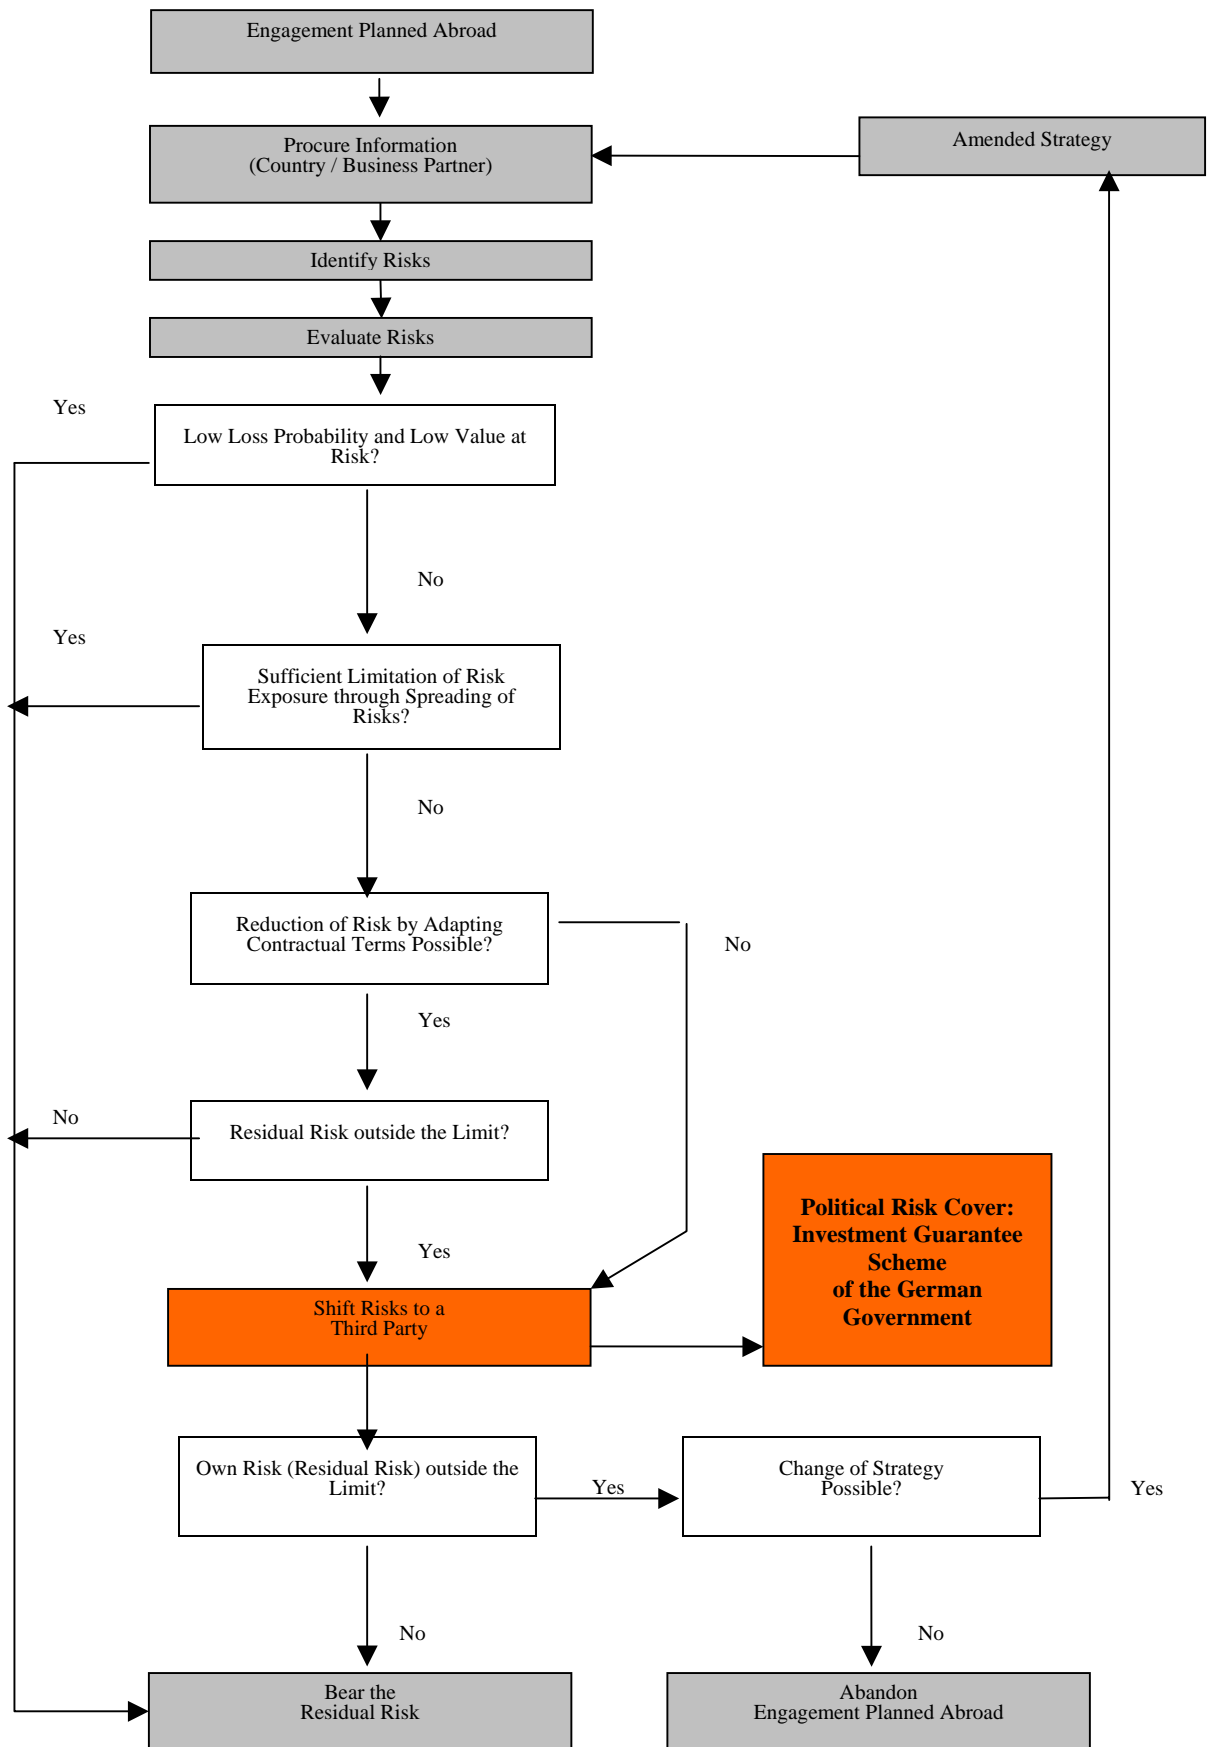 Engagement Planned Abroad
Procure Information
(Country / Business Partner)
Amended Strategy
Identify Risks
Evaluate Risks
Yes
Low Loss Probability and Low Value at
Risk?
No
Yes
Sufficient Limitation of Risk
Exposure through Spreading of
Risks?
No
Reduction of Risk by Adapting
Contractual Terms Possible?
No
Yes
No
Residual Risk outside the Limit?
Political Risk Cover:
Investment Guarantee
Scheme
of the German
Government
Yes
Shift Risks to a
Third Party
Own Risk (Residual Risk) outside the
Limit?
Yes
Change of Strategy
Possible?
Yes
No
No
Bear the
Residual Risk
Abandon
Engagement Planned Abroad